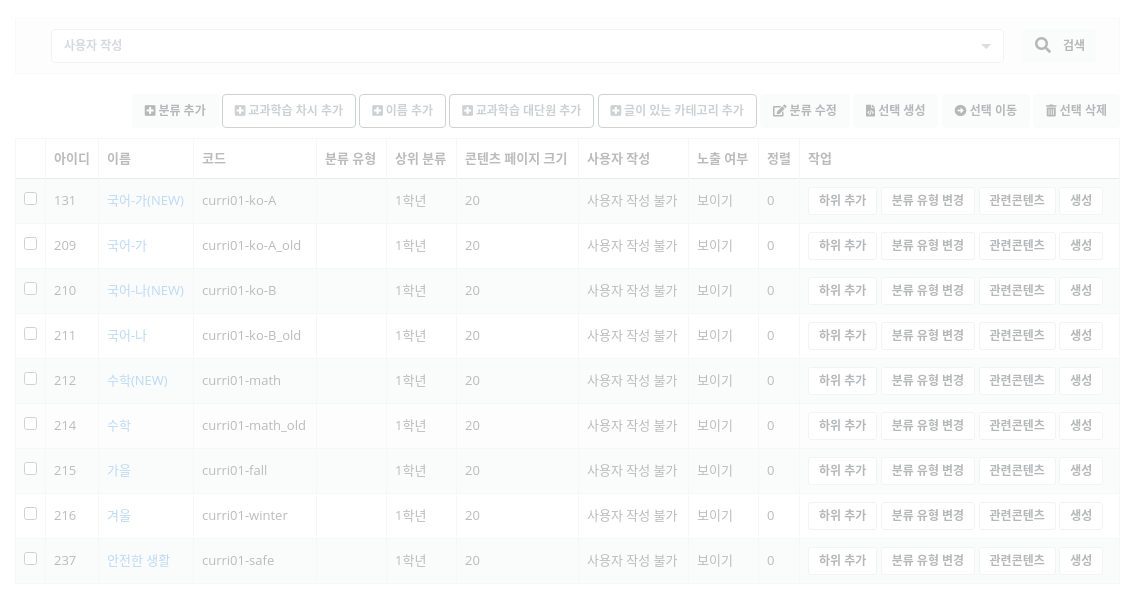 사용자 작성
검색
분류 추가 교과학습 차시 추가 이름 추가 교과학습 대단원 추가 글이 있는 카테고리 추가 분류 수정 선택 생성 선택 이동 선택 삭제
아이디 이름 코드 분류 유형 상위 분류 콘텐츠 페이지 크기 사용자 작성 노출 여부 정렬 작업
131 국어-가(NEW) curri01-ko-A 1학년 20 사용자 작성 불가 보이기 0 하위 추가 분류 유형 변경 관련콘텐츠 생성
209 국어-가 curri01-ko-A_old 1학년 20 사용자 작성 불가 보이기 0 하위 추가 분류 유형 변경 관련콘텐츠 생성
210 국어-나(NEW) curri01-ko-B 1학년 20 사용자 작성 불가 보이기 0 하위 추가 분류 유형 변경 관련콘텐츠 생성
211 국어-나 curri01-ko-B_old 1학년 20 사용자 작성 불가 보이기 0 하위 추가 분류 유형 변경 관련콘텐츠 생성
212 수학(NEW) curri01-math 1학년 20 사용자 작성 불가 보이기 0 하위 추가 분류 유형 변경 관련콘텐츠 생성
214 수학 curri01-math_old 1학년 20 사용자 작성 불가 보이기 0 하위 추가 분류 유형 변경 관련콘텐츠 생성
215 가을 curri01-fall 1학년 20 사용자 작성 불가 보이기 0 하위 추가 분류 유형 변경 관련콘텐츠 생성
216 겨울 curri01-winter 1학년 20 사용자 작성 불가 보이기 0 하위 추가 분류 유형 변경 관련콘텐츠 생성
237 안전한 생활 curri01-safe 1학년 20 사용자 작성 불가 보이기 0 하위 추가 분류 유형 변경 관련콘텐츠 생성